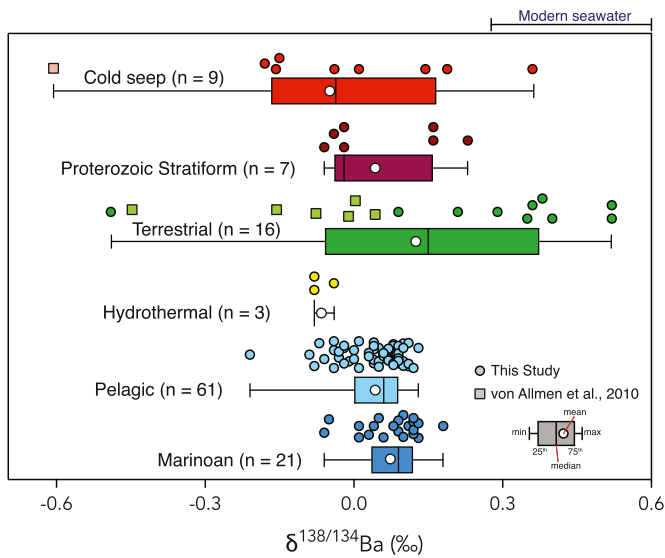 Modern seawater
Cold seep (n = 9)
Proterozoic Stratiform (n = 7)
Terrestrial (n = 16)
Hydrothermal (n = 3)
Pelagic (n = 61)
Marinoan (n = 21)
This Study
von Allmen et al., 2010
mean
min
max
25th
75th
median
-0.6 -0.3 0.0 0.3 0.6
δ138/134Ba (‰)